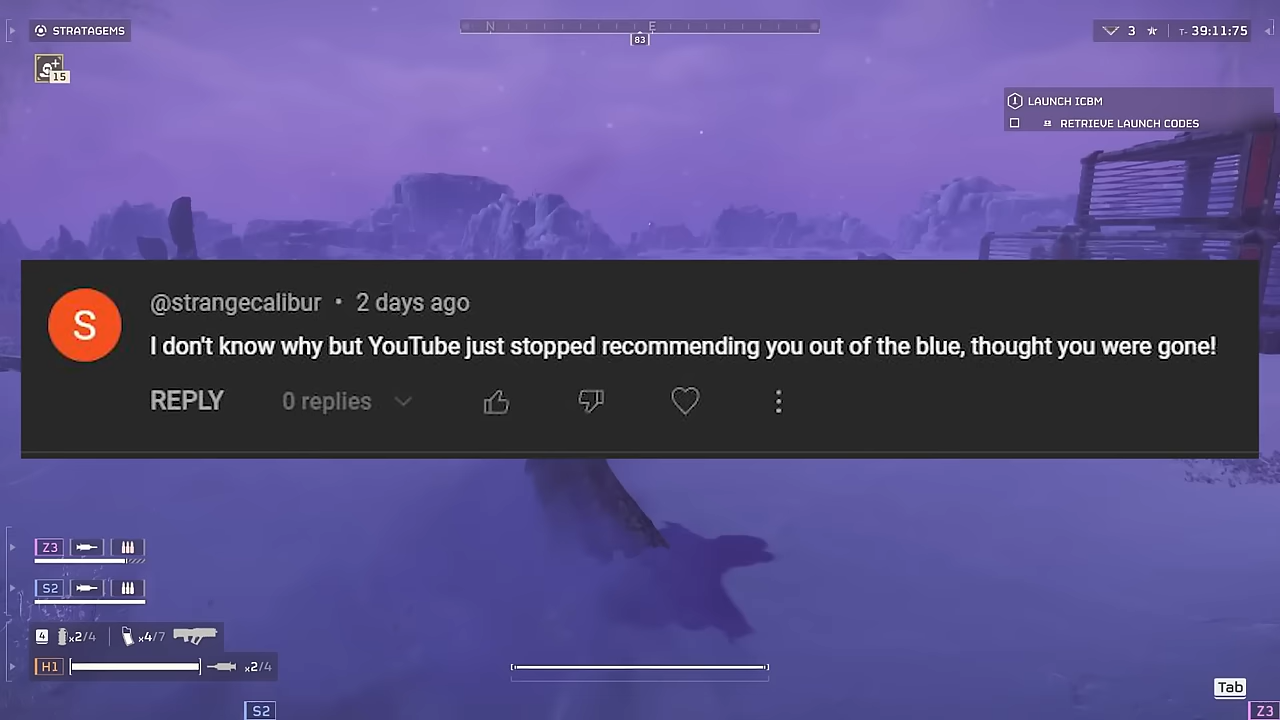 STRATAGEMS
15
N
E
83
3
T- 39:11:75
LAUNCH ICBM
RETRIEVE LAUNCH CODES
S
@strangecalibur • 2 days ago
I don't know why but YouTube just stopped recommending you out of the blue, thought you were gone!
REPLY
0 replies
Z3
S2
4 x2/4 x4/7
H1 x2/4
S2
Tab
Z3